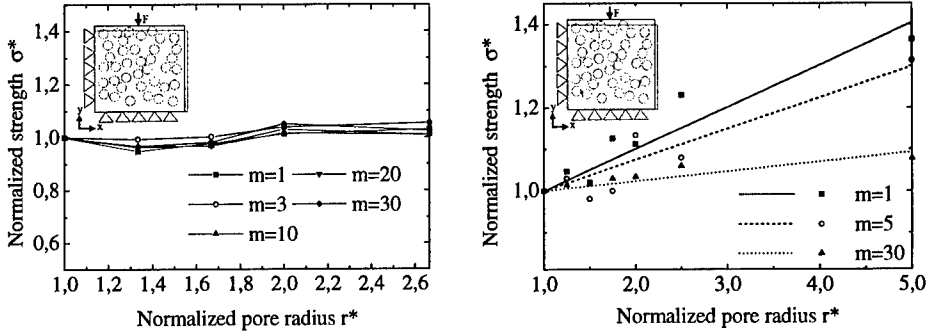 Normalized strength σ*
1,4
1,2
1,0
0,8
0,6
F
y
x
m=1
m=20
m=3
m=30
m=10
1,0 1,2 1,4 1,6 1,8 2,0 2,2 2,4 2,6
Normalized pore radius r*
Normalized strength σ*
1.4
1.2
1.0
F
y
x
m=1
m=5
m=30
1,0 2,0 3,0 4,0 5,0
Normalized pore radius r*